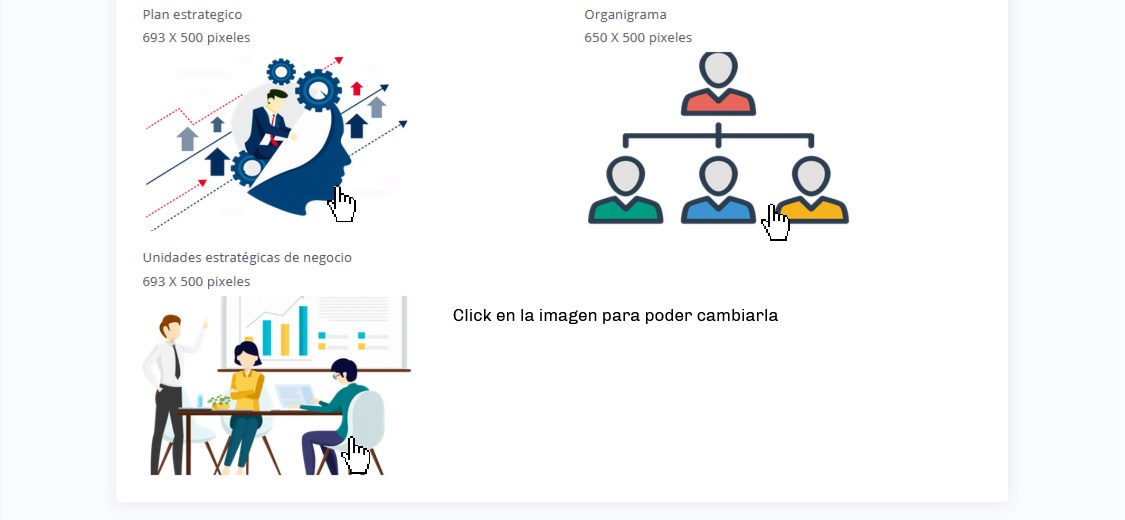 Plan estrategico
693 X 500 pixeles
Organigrama
650 X 500 pixeles
Unidades estratégicas de negocio
693 X 500 pixeles
Click en la imagen para poder cambiarla